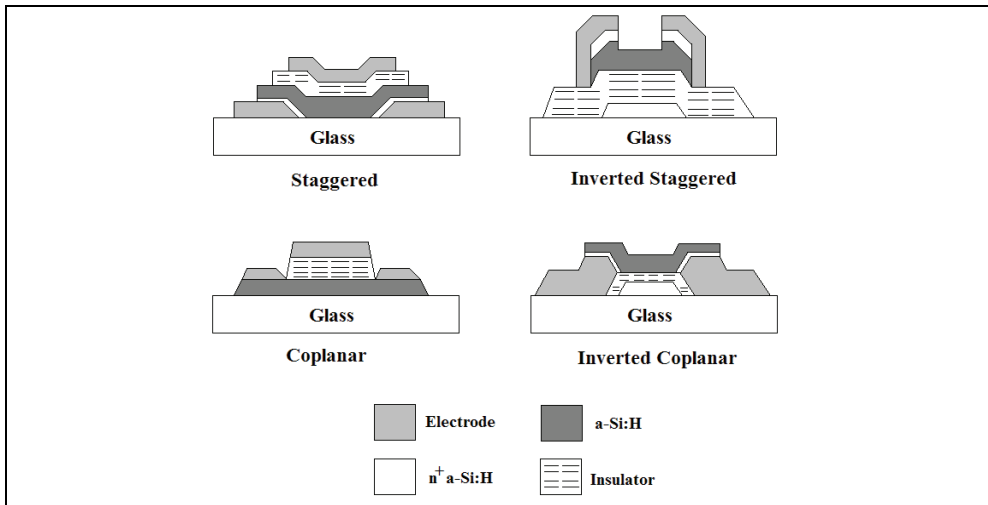 Glass
Glass
Staggered
Inverted Staggered
Glass
Glass
Coplanar
Inverted Coplanar
Electrode
a-Si:H
n+ a-Si:H
Insulator